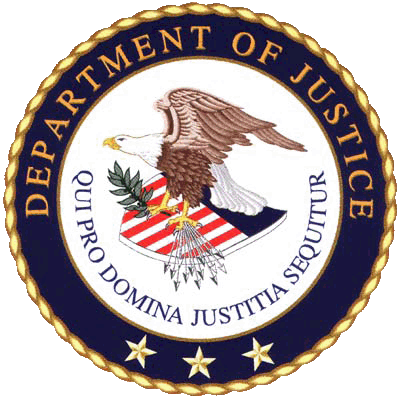 DEPARTMENT OF JUSTICE
QUI PRO DOMINA JUSTITIA SEQUITUR